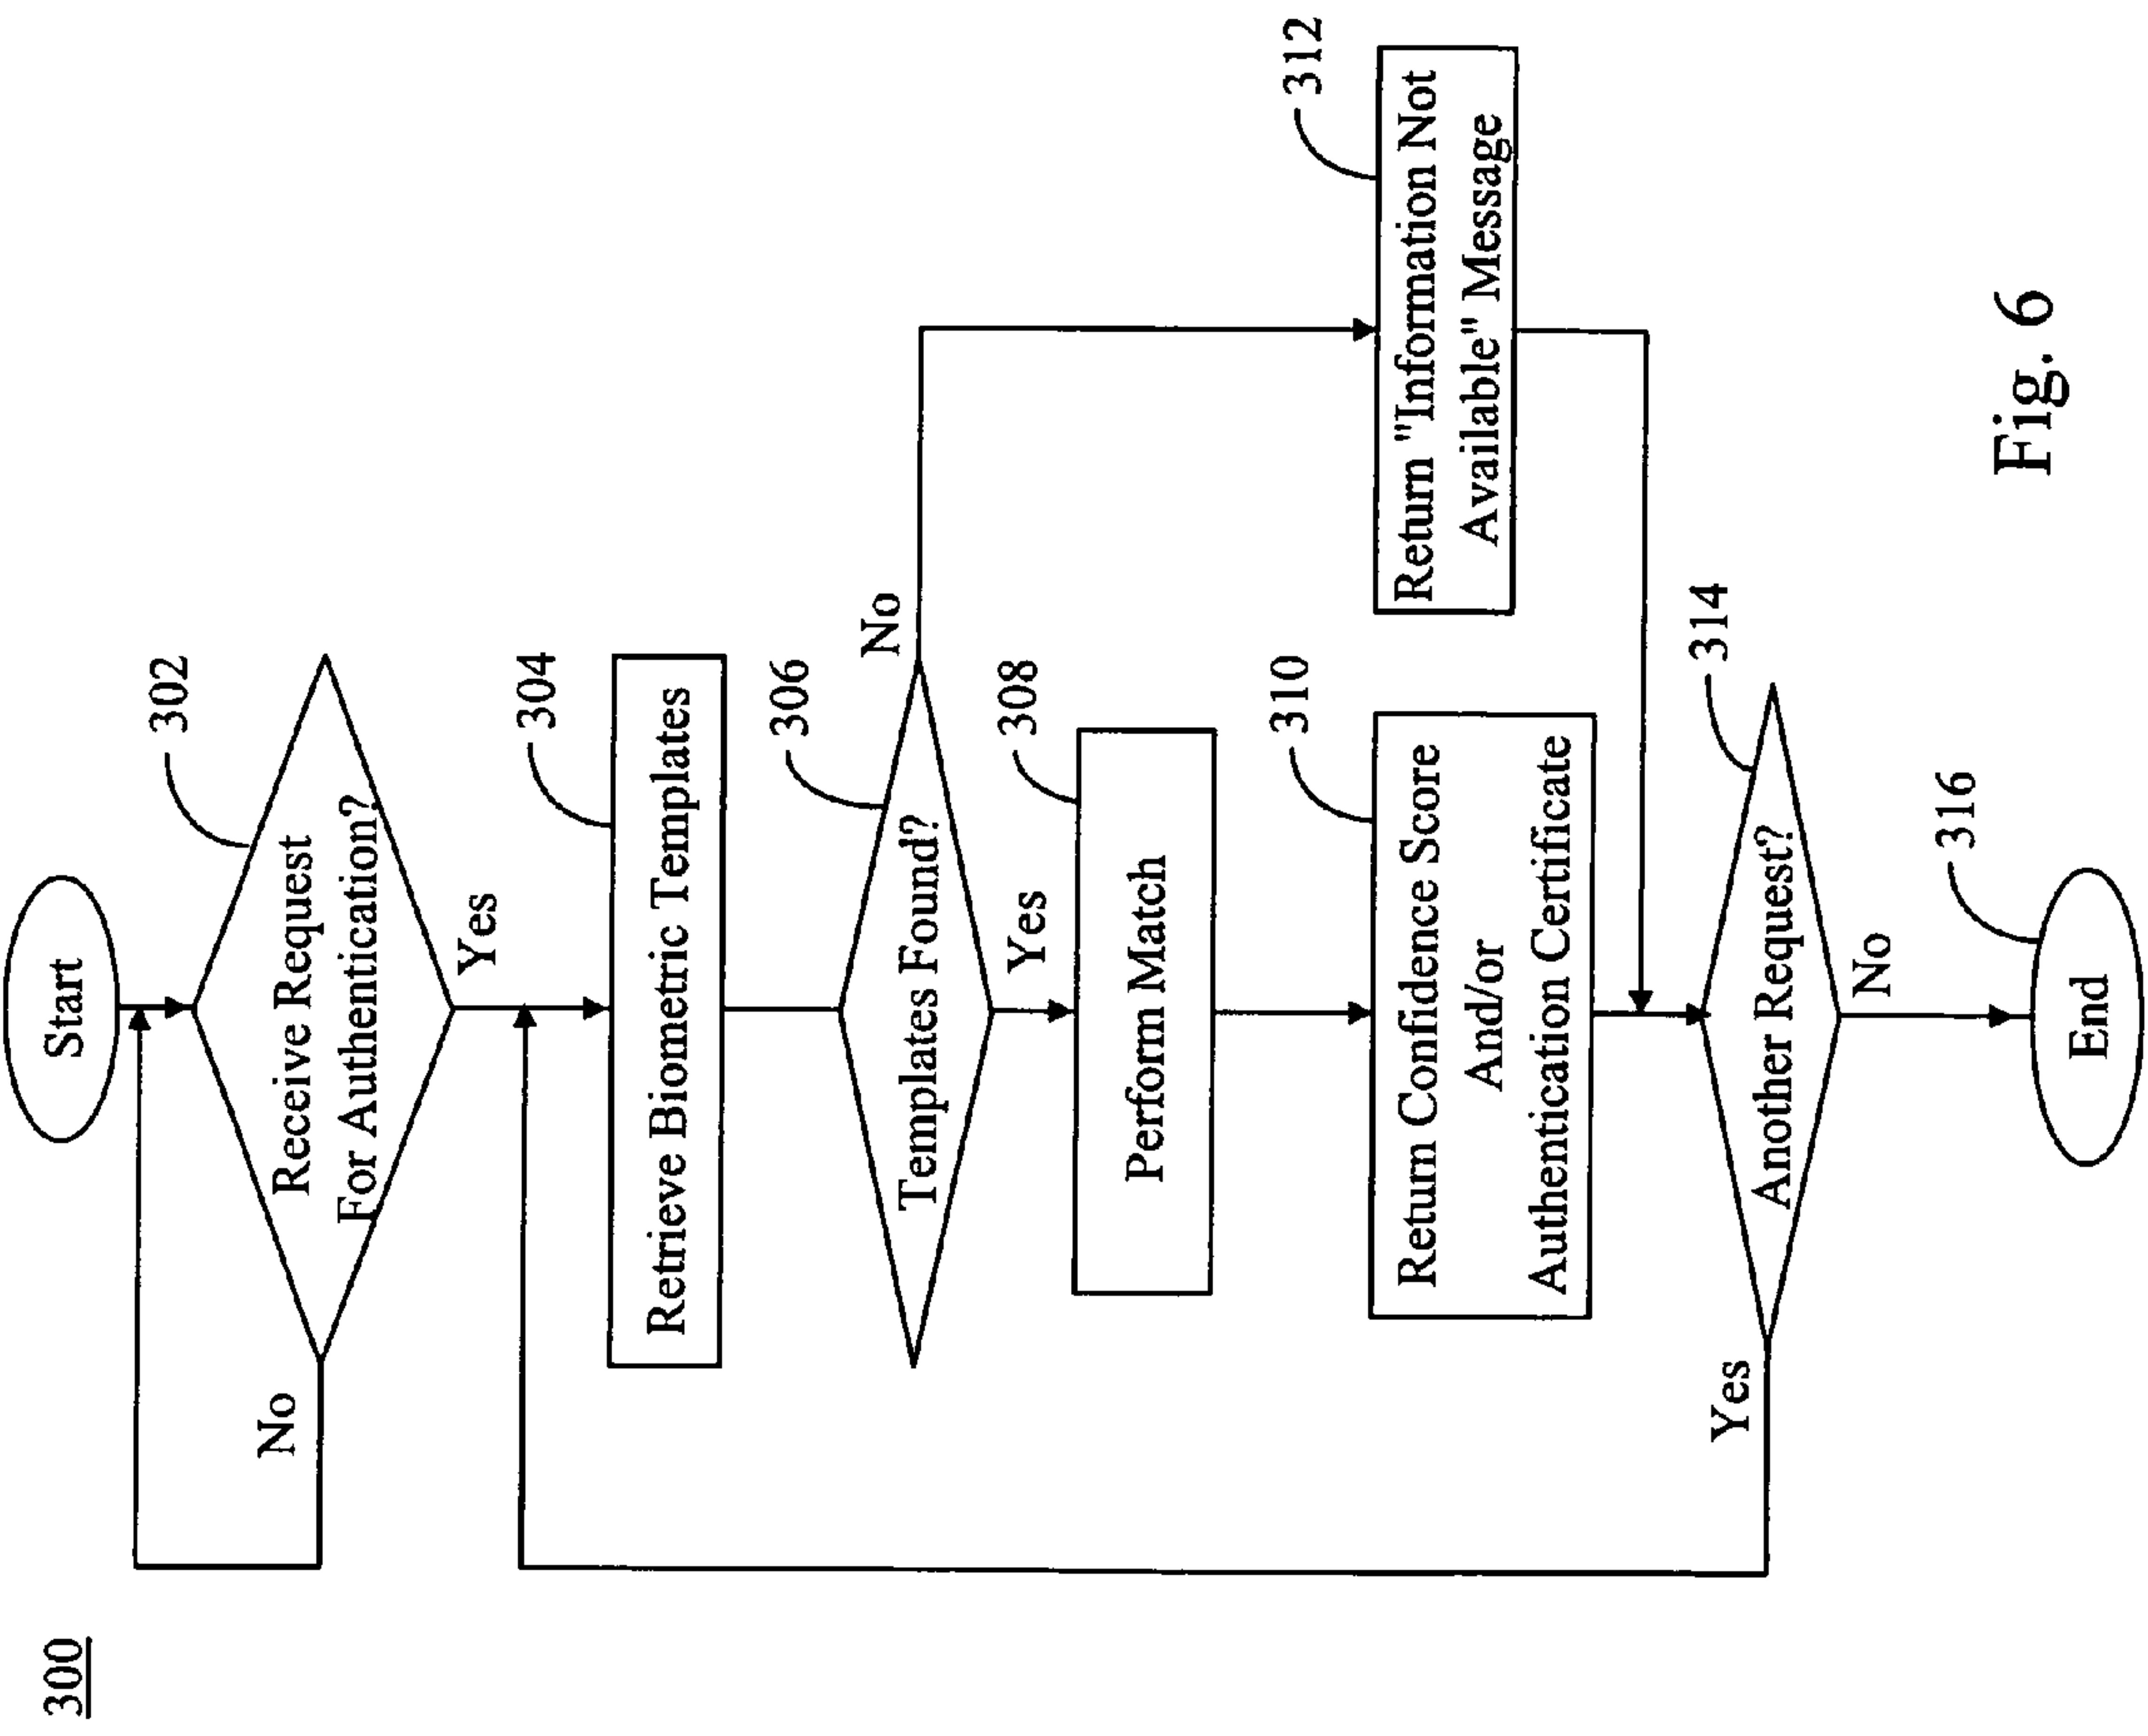 300
Start
302
Receive Request
For Authentication?
No
Yes
304
Retrieve Biometric Templates
306
Templates Found?
No
Yes
308
Perform Match
310
Return Confidence Score
And/or
Authentication Certificate
312
Return "Information Not
Available" Message
314
Another Request?
Yes
No
316
End
Fig. 6